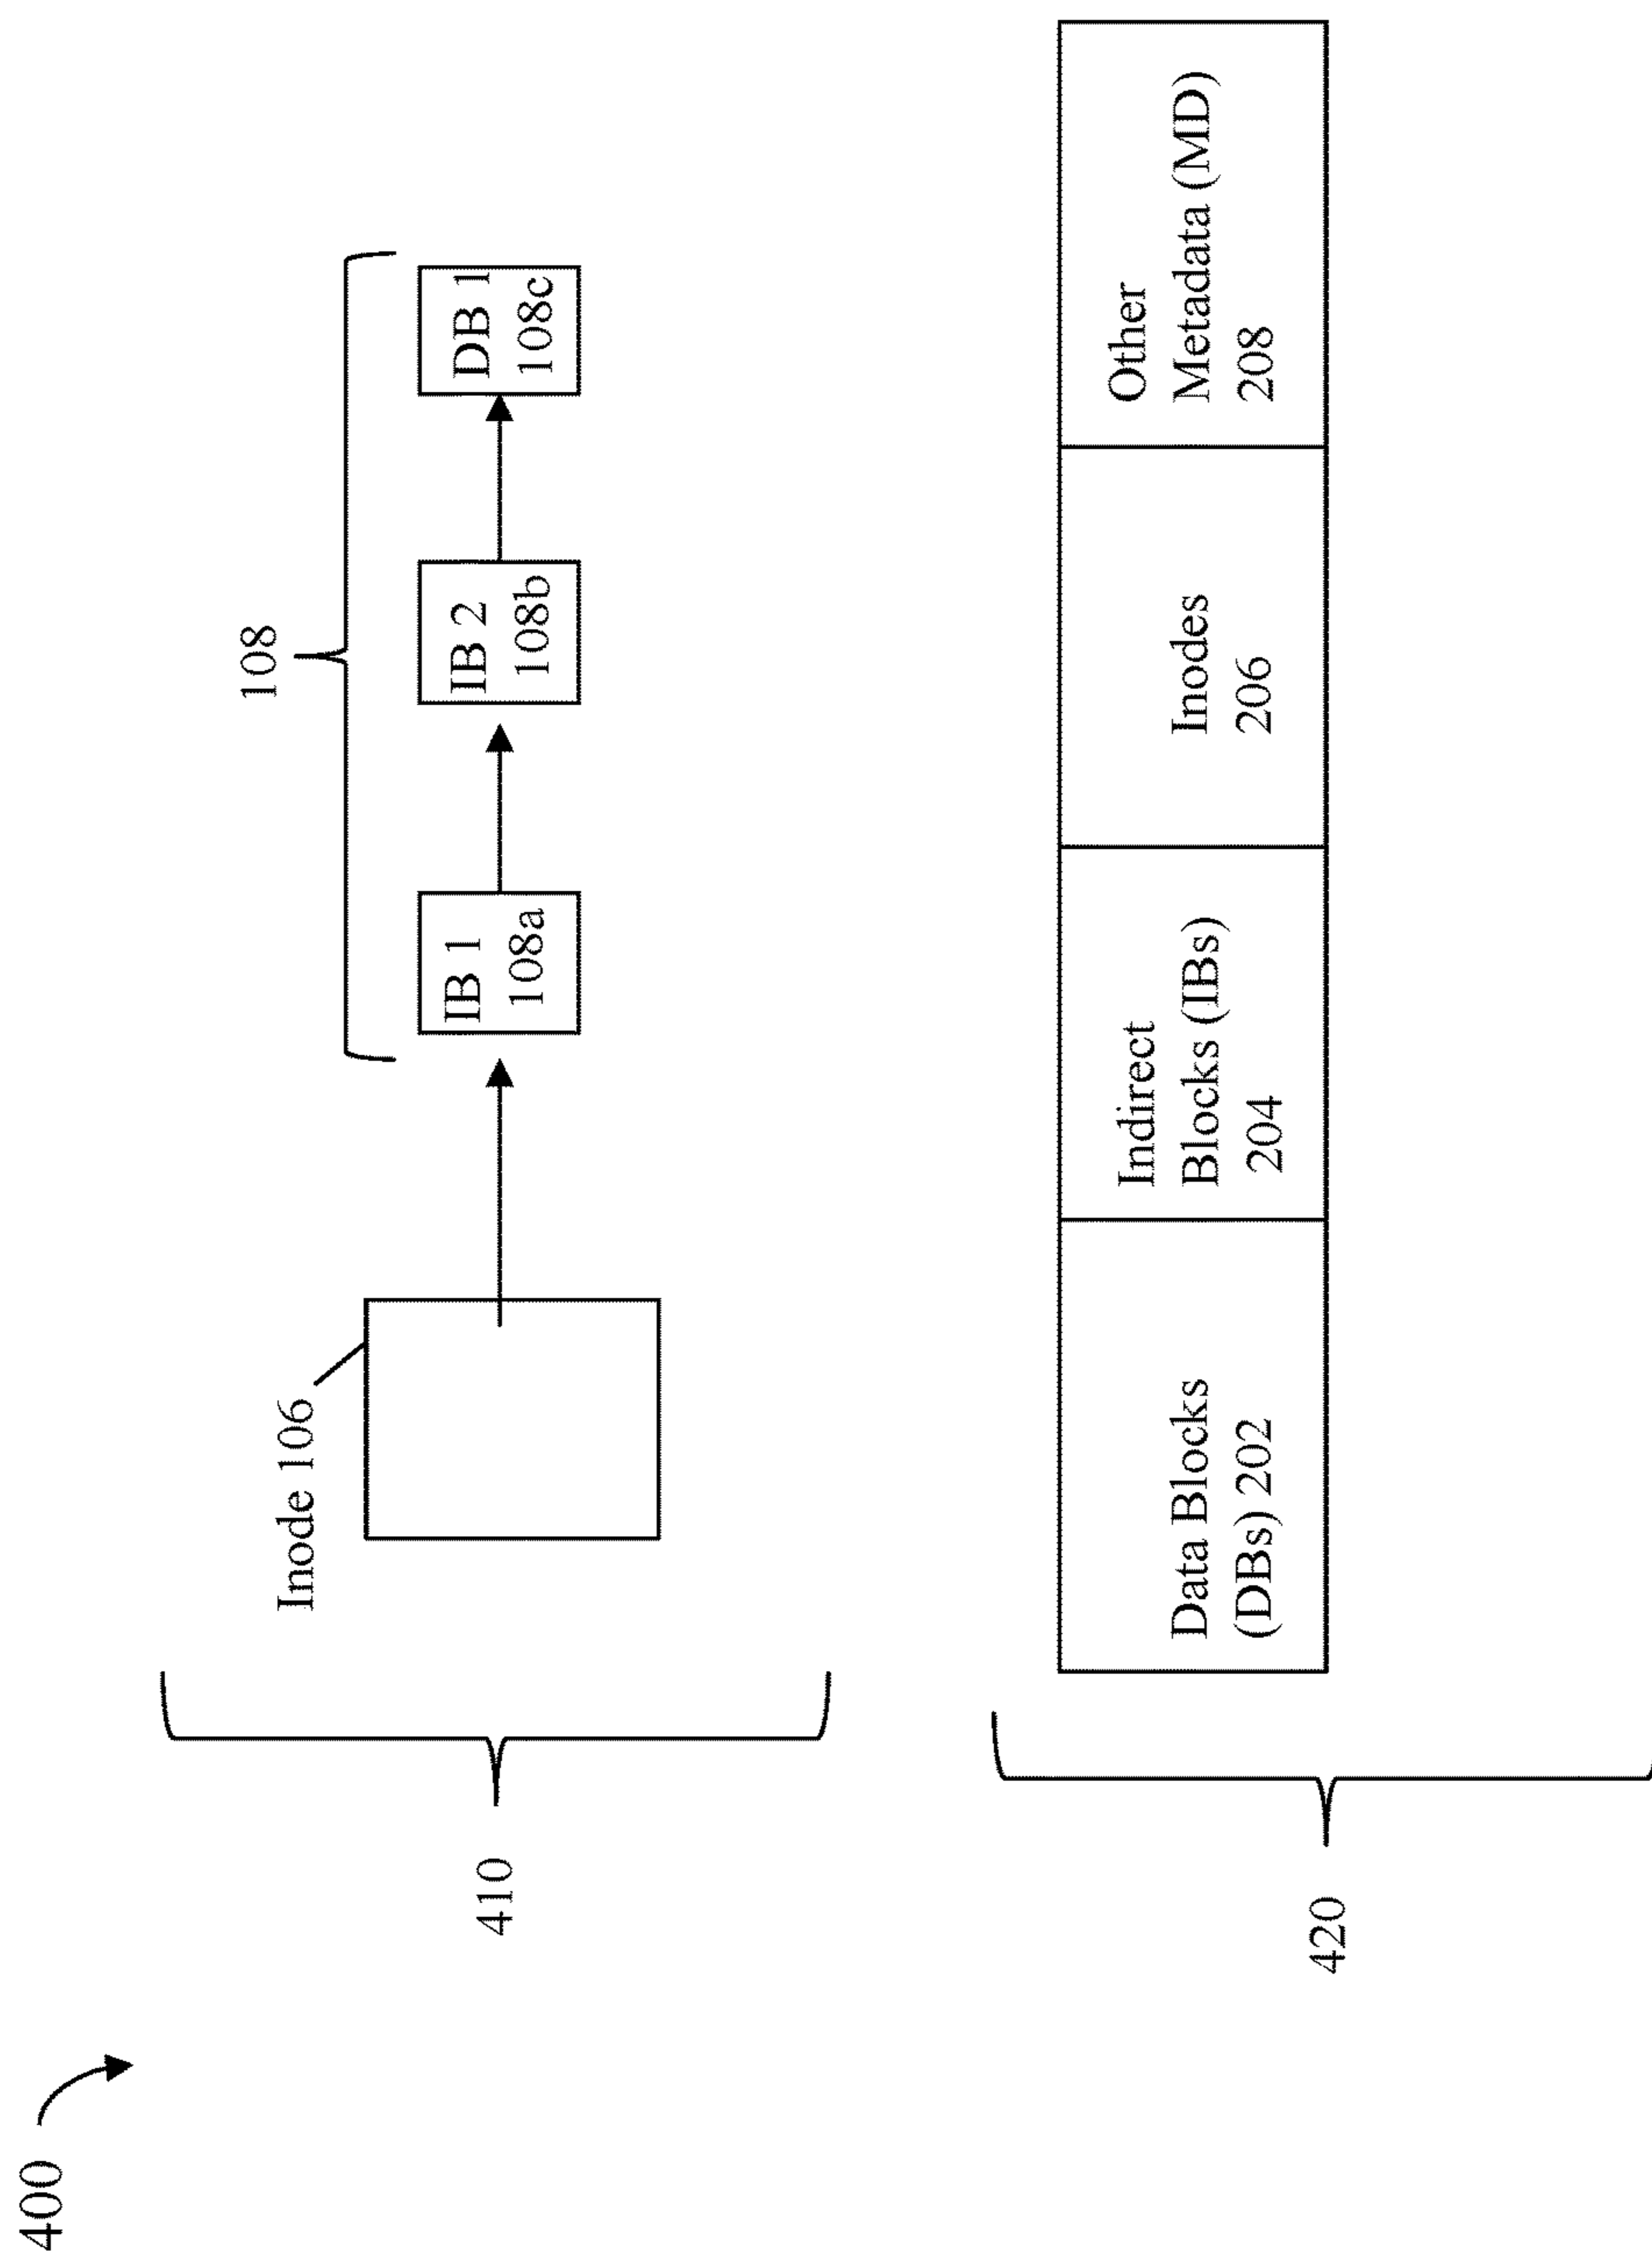 400
410
108
Inode 106
IB 1
108a
IB 2
108b
DB 1
108c
420
Data Blocks
(DBs) 202
Indirect
Blocks (IBs)
204
Inodes
206
Other
Metadata (MD)
208